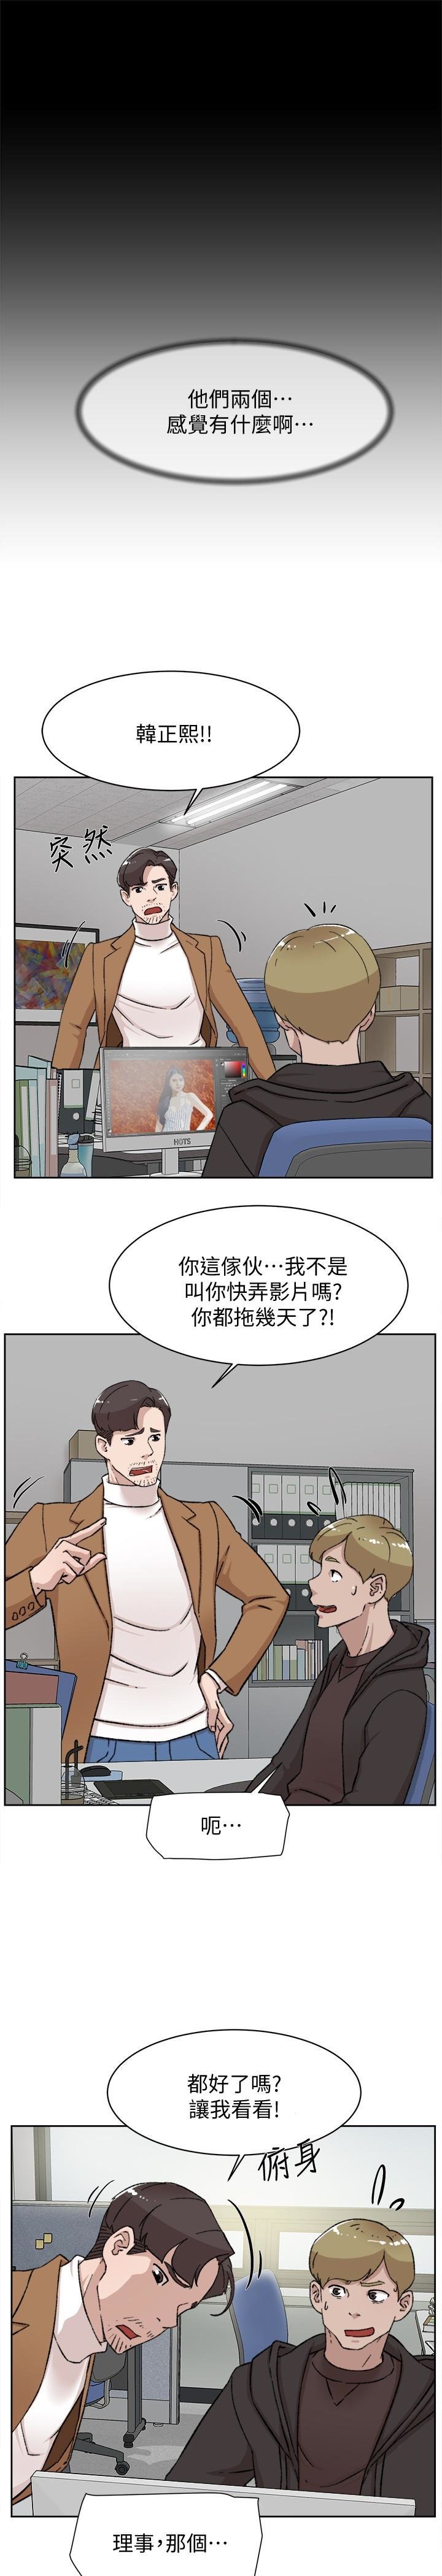 他們兩個⋯
感覺有什麼啊⋯
韓正熙!!
突然
HOTS
你這傢伙⋯我不是
叫你快弄影片嗎?
你都拖幾天了?!
呃⋯
都好了嗎?
讓我看看!
俯身
理事,那個⋯